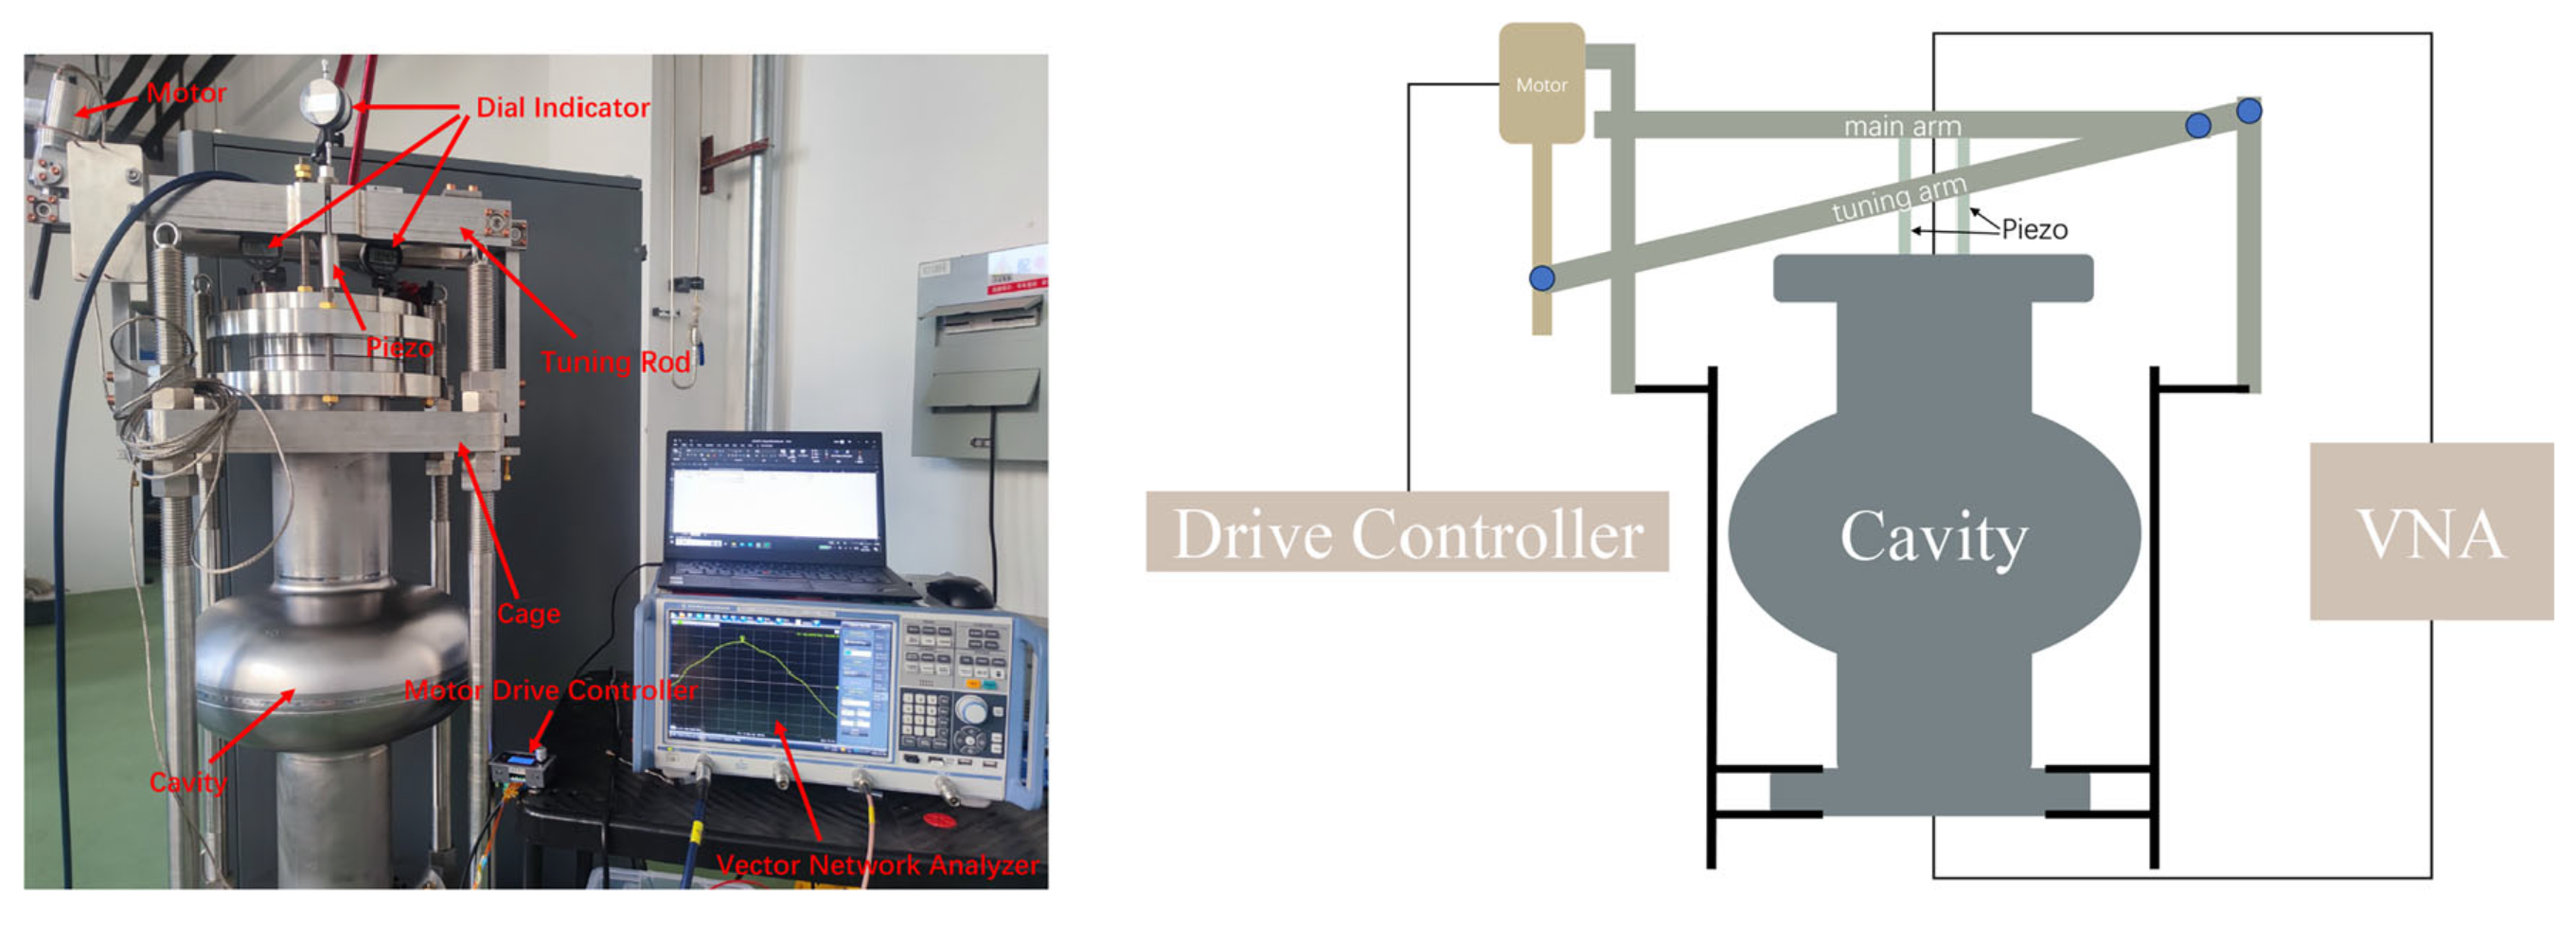 Motor
Dial Indicator
Piezo
Tuning Rod
Cage
Motor Drive Controller
Cavity
Vector Network Analyzer
Motor
main arm
tuning arm
Piezo
Drive Controller
Cavity
VNA